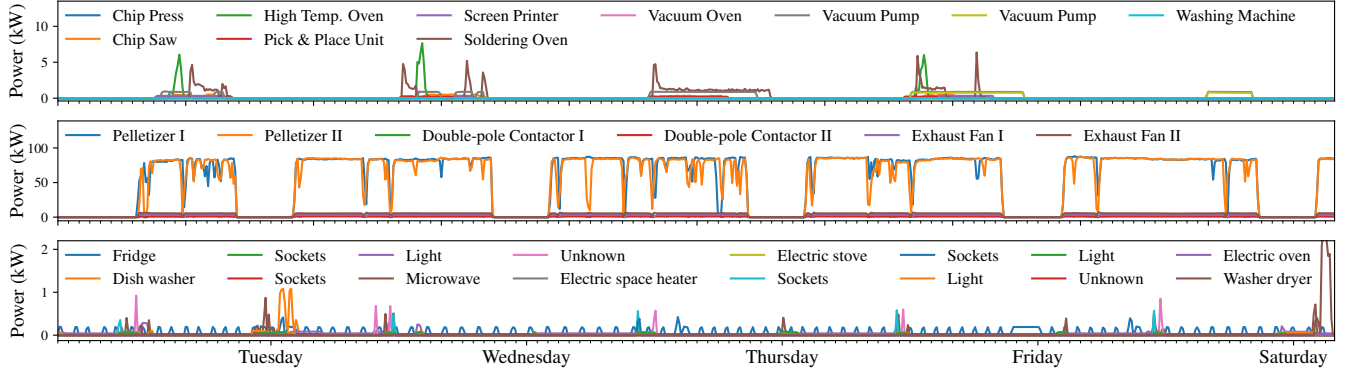 Chip Press High Temp. Oven Screen Printer Vacuum Oven Vacuum Pump Vacuum Pump Washing Machine
Chip Saw Pick & Place Unit Soldering Oven
Power (kW)
10
5
0
Pelletizer I Pelletizer II Double-pole Contactor I Double-pole Contactor II Exhaust Fan I Exhaust Fan II
Power (kW)
100
50
0
Fridge Sockets Light Unknown Electric stove Sockets Light Electric oven
Dish washer Sockets Microwave Electric space heater Sockets Light Unknown Washer dryer
Power (kW)
2
1
0
Tuesday Wednesday Thursday Friday Saturday